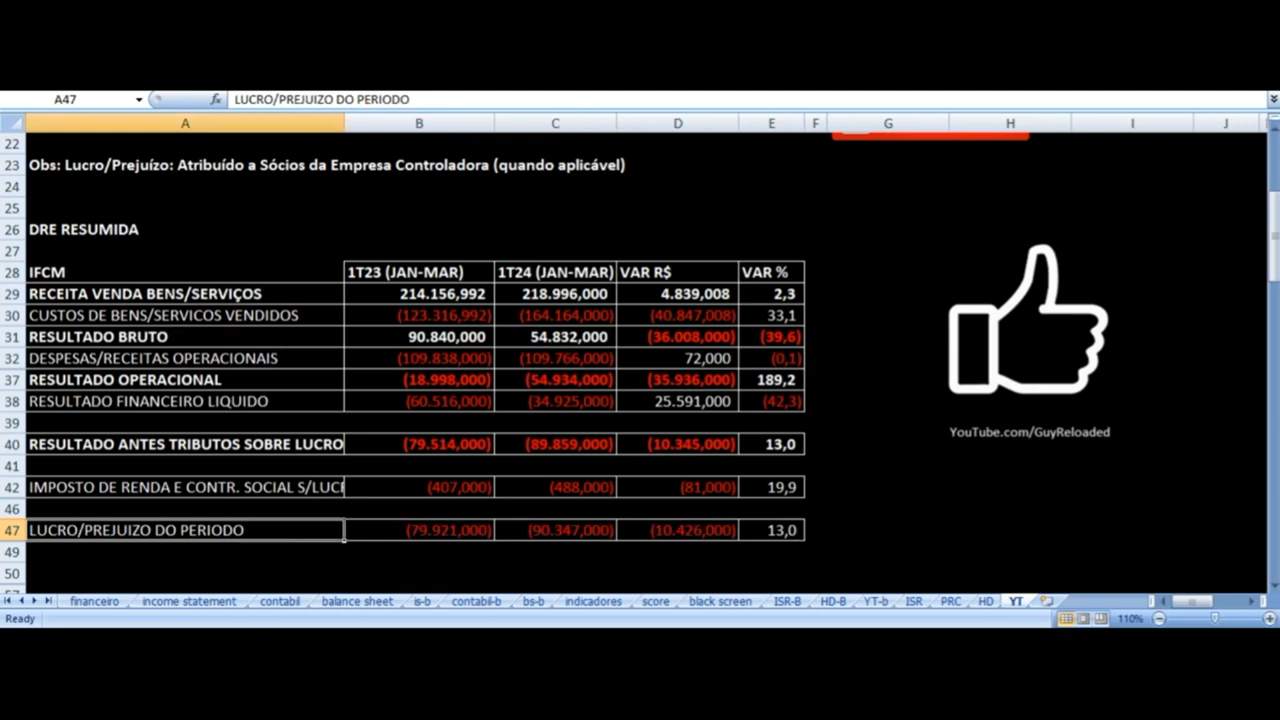 A47 fx LUCRO/PREJUIZO DO PERIODO
A B C D E F G H I J
22
23 Obs: Lucro/Prejuízo: Atribuído a Sócios da Empresa Controladora (quando aplicável)
24
25
26 DRE RESUMIDA
27
28 IFCM 1T23 (JAN-MAR) 1T24 (JAN-MAR) VAR R$ VAR %
29 RECEITA VENDA BENS/SERVIÇOS 214.156,992 218.996,000 4.839,008 2,3
30 CUSTOS DE BENS/SERVICOS VENDIDOS (123.316,992) (164.164,000) (40.847,008) 33,1
31 RESULTADO BRUTO 90.840,000 54.832,000 (36.008,000) (39,6)
32 DESPESAS/RECEITAS OPERACIONAIS (109.838,000) (109.766,000) 72,000 (0,1)
37 RESULTADO OPERACIONAL (18.998,000) (54.934,000) (35.936,000) 189,2
38 RESULTADO FINANCEIRO LIQUIDO (60.516,000) (34.925,000) 25.591,000 (42,3)
39
40 RESULTADO ANTES TRIBUTOS SOBRE LUCRO (79.514,000) (89.859,000) (10.345,000) 13,0
41
42 IMPOSTO DE RENDA E CONTR. SOCIAL S/LUCR (407,000) (488,000) (81,000) 19,9
46
47 LUCRO/PREJUIZO DO PERIODO (79.921,000) (90.347,000) (10.426,000) 13,0
49
50
YouTube.com/GuyReloaded
financeiro income statement contabil balance sheet is-b contabil-b bs-b indicadores score black screen ISR-B HD-B YT-b ISR PRC HD YT
Ready 110%